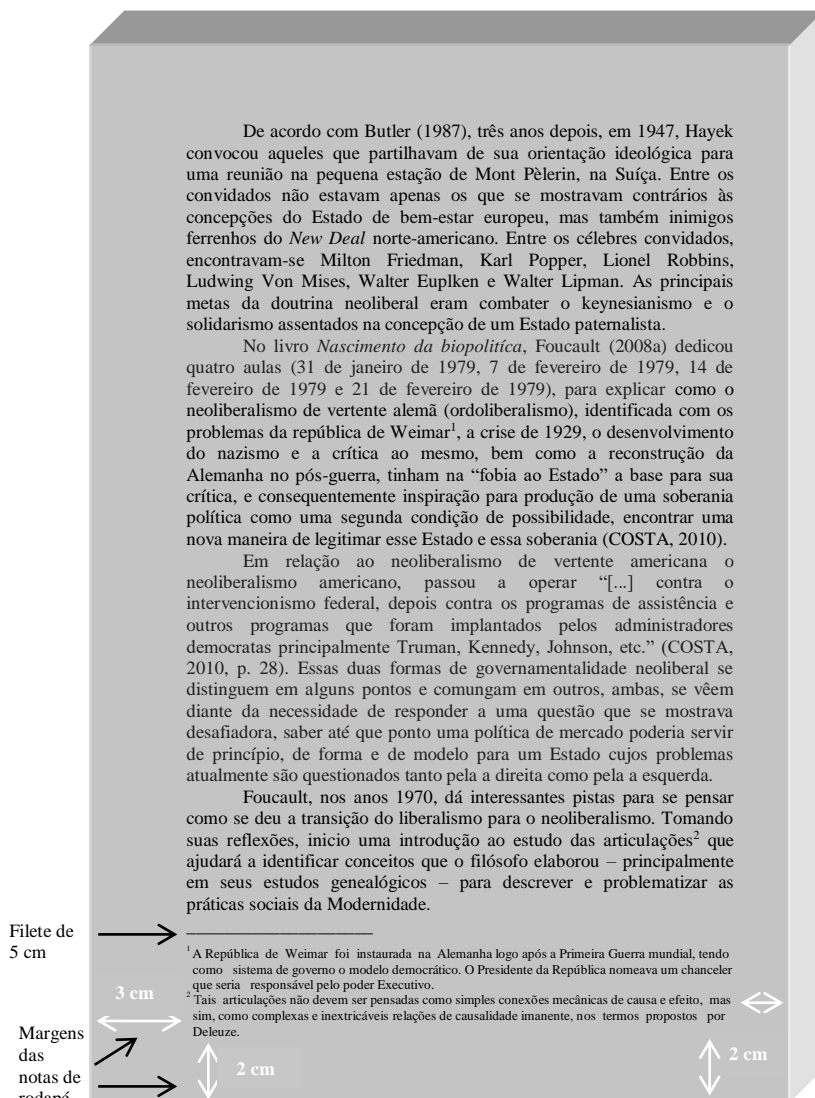 De acordo com Butler (1987), três anos depois, em 1947, Hayek
convocou aqueles que partilhavam de sua orientação ideológica para
uma reunião na pequena estação de Mont Pèlerin, na Suíça. Entre os
convidados não estavam apenas os que se mostravam contrários às
concepções do Estado de bem-estar europeu, mas também inimigos
ferrenhos do New Deal norte-americano. Entre os célebres convidados,
encontravam-se Milton Friedman, Karl Popper, Lionel Robbins,
Ludwing Von Mises, Walter Euplken e Walter Lipman. As principais
metas da doutrina neoliberal eram combater o keynesianismo e o
solidarismo assentados na concepção de um Estado paternalista.
No livro Nascimento da biopolitíca, Foucault (2008a) dedicou
quatro aulas (31 de janeiro de 1979, 7 de fevereiro de 1979, 14 de
fevereiro de 1979 e 21 de fevereiro de 1979), para explicar como o
neoliberalismo de vertente alemã (ordoliberalismo), identificada com os
problemas da república de Weimar¹, a crise de 1929, o desenvolvimento
do nazismo e a crítica ao mesmo, bem como a reconstrução da
Alemanha no pós-guerra, tinham na “fobia ao Estado” a base para sua
crítica, e consequentemente inspiração para produção de uma soberania
política como uma segunda condição de possibilidade, encontrar uma
nova maneira de legitimar esse Estado e essa soberania (COSTA, 2010).
Em relação ao neoliberalismo de vertente americana o
neoliberalismo americano, passou a operar “[...] contra o
intervencionismo federal, depois contra os programas de assistência e
outros programas que foram implantados pelos administradores
democratas principalmente Truman, Kennedy, Johnson, etc.” (COSTA,
2010, p. 28). Essas duas formas de governamentalidade neoliberal se
distinguem em alguns pontos e comungam em outros, ambas, se vêem
diante da necessidade de responder a uma questão que se mostrava
desafiadora, saber até que ponto uma política de mercado poderia servir
de princípio, de forma e de modelo para um Estado cujos problemas
atualmente são questionados tanto pela a direita como pela a esquerda.
Foucault, nos anos 1970, dá interessantes pistas para se pensar
como se deu a transição do liberalismo para o neoliberalismo. Tomando
suas reflexões, inicio uma introdução ao estudo das articulações² que
ajudará a identificar conceitos que o filósofo elaborou – principalmente
em seus estudos genealógicos – para descrever e problematizar as
práticas sociais da Modernidade.
Filete de
5 cm
¹ A República de Weimar foi instaurada na Alemanha logo após a Primeira Guerra mundial, tendo
como sistema de governo o modelo democrático. O Presidente da República nomeava um chanceler
que seria responsável pelo poder Executivo.
² Tais articulações não devem ser pensadas como simples conexões mecânicas de causa e efeito, mas
sim, como complexas e inextricáveis relações de causalidade imanente, nos termos propostos por
Deleuze.
3 cm
Margens
das
notas de
rodapé
2 cm
2 cm